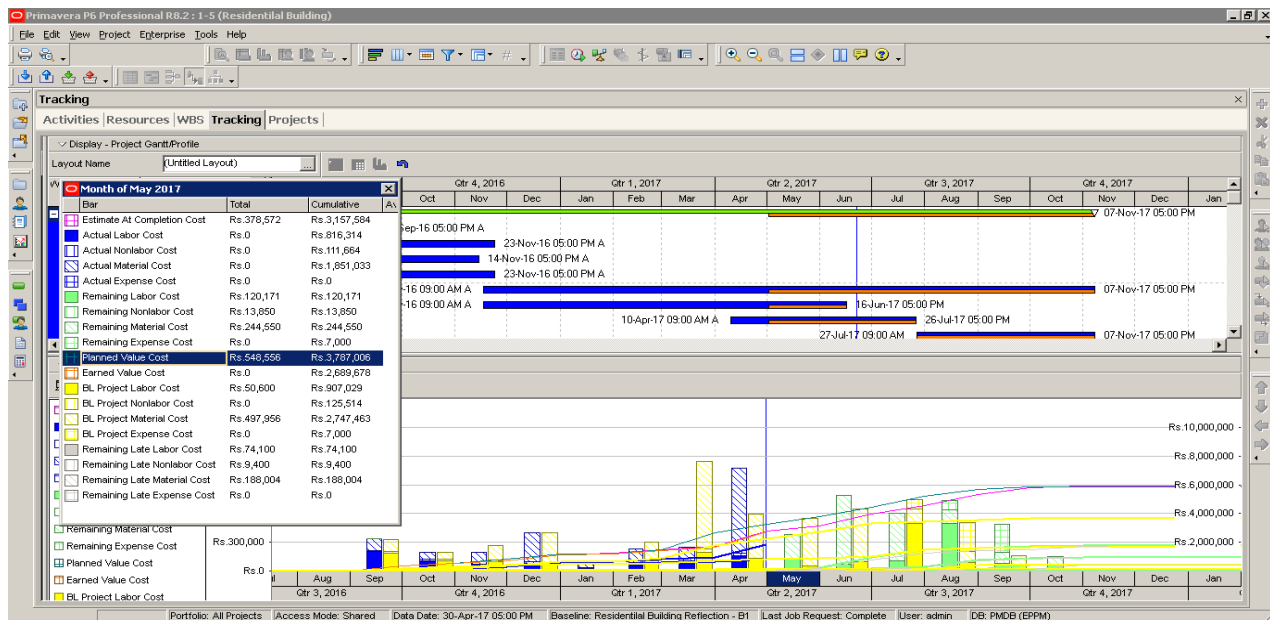 Primavera P6 Professional R8.2 : 1-5 (Residentilal Building)
File Edit View Project Enterprise Tools Help
Tracking
Activities Resources WBS Tracking Projects
Display - Project Gantt/Profile
Layout Name (Untitled Layout) ...
Qtr 4, 2016 Qtr 1, 2017 Qtr 2, 2017 Qtr 3, 2017 Qtr 4, 2017
Oct Nov Dec Jan Feb Mar Apr May Jun Jul Aug Sep Oct Nov Dec Jan
07-Nov-17 05:00 PM
Sep-16 05:00 PM A
23-Nov-16 05:00 PM A
14-Nov-16 05:00 PM A
23-Nov-16 05:00 PM A
-16 09:00 AM A 07-Nov-17 05:00 PM
-16 09:00 AM A 16-Jun-17 05:00 PM
10-Apr-17 09:00 AM A 26-Jul-17 05:00 PM
27-Jul-17 09:00 AM 07-Nov-17 05:00 PM
Month of May 2017
Bar Total Cumulative
Estimate At Completion Cost Rs.378,572 Rs.3,157,584
Actual Labor Cost Rs.0 Rs.816,314
Actual Nonlabor Cost Rs.0 Rs.111,664
Actual Material Cost Rs.0 Rs.1,851,033
Actual Expense Cost Rs.0 Rs.0
Remaining Labor Cost Rs.120,171 Rs.120,171
Remaining Nonlabor Cost Rs.13,850 Rs.13,850
Remaining Material Cost Rs.244,550 Rs.244,550
Remaining Expense Cost Rs.0 Rs.7,000
Planned Value Cost Rs.548,556 Rs.3,787,006
Earned Value Cost Rs.0 Rs.2,689,678
BL Project Labor Cost Rs.50,600 Rs.907,029
BL Project Nonlabor Cost Rs.0 Rs.125,514
BL Project Material Cost Rs.497,956 Rs.2,747,463
BL Project Expense Cost Rs.0 Rs.7,000
Remaining Late Labor Cost Rs.74,100 Rs.74,100
Remaining Late Nonlabor Cost Rs.9,400 Rs.9,400
Remaining Late Material Cost Rs.188,004 Rs.188,004
Remaining Late Expense Cost Rs.0 Rs.0
Rs.10,000,000
Rs.8,000,000
Rs.6,000,000
Rs.4,000,000
Rs.300,000 Rs.2,000,000
Rs.0
Remaining Material Cost
Remaining Expense Cost
Planned Value Cost
Earned Value Cost
BL Project Labor Cost
Aug Sep Oct Nov Dec Jan Feb Mar Apr May Jun Jul Aug Sep Oct Nov Dec Jan
Qtr 3, 2016 Qtr 4, 2016 Qtr 1, 2017 Qtr 2, 2017 Qtr 3, 2017 Qtr 4, 2017
Portfolio: All Projects Access Mode: Shared Data Date: 30-Apr-17 05:00 PM Baseline: Residentilal Building Reflection - B1 Last Job Request: Complete User: admin DB: PMDB (EPPM)